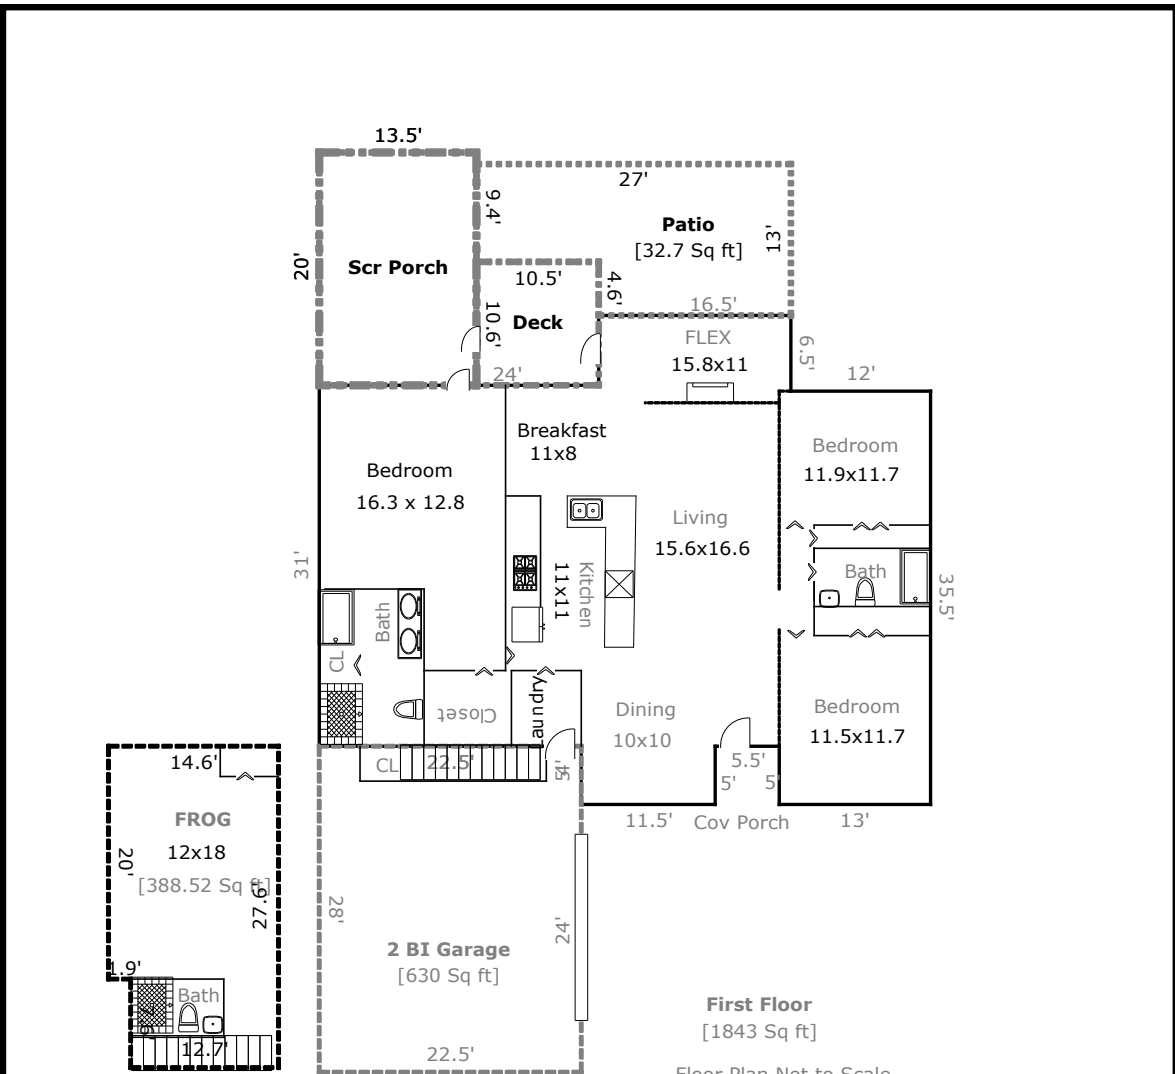 13.5'
27'
9.4'
Patio
[32.7 Sq ft]
13'
20'
Scr Porch
10.5'
4.6'
10.6'
Deck
16.5'
FLEX
15.8x11
6.5'
24'
12'
Breakfast
11x8
Bedroom
16.3 x 12.8
Bedroom
11.9x11.7
Living
15.6x16.6
31'
Kitchen
11x11
Bath
35.5'
Bath
CL
Closet
Laundry
Dining
10x10
Bedroom
11.5x11.7
CL
22.5'
5.5'
5'
5'
11.5'
Cov Porch
13'
14.6'
FROG
12x18
[388.52 Sq ft]
20'
27.6'
1.9'
Bath
12.7'
28'
24'
2 BI Garage
[630 Sq ft]
22.5'
First Floor
[1843 Sq ft]
Floor Plan Not to Scale